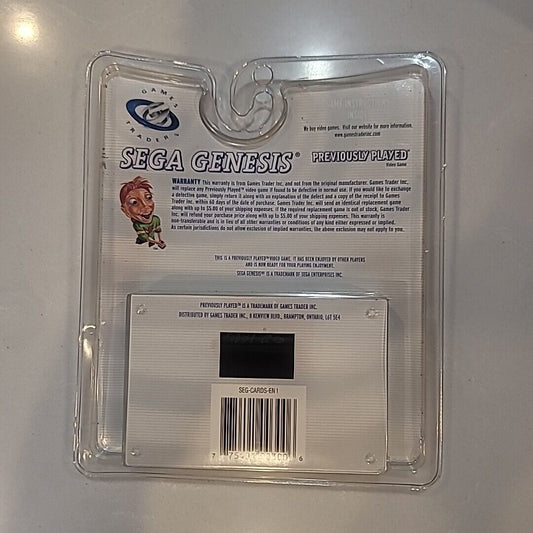 GAMES
TRADER
GAME INSTRUCTIONS
We buy video games. Visit our website for more information.
www.gamestraderinc.com
SEGA GENESIS®
PREVIOUSLY PLAYED
Video Game
WARRANTY This warranty is from Games Trader Inc, and not from the original manufacturer, Games Trader Inc.
will replace any Previously Played™ video game if found to be defective in normal use. If you would like to exchange
a defective game, simply return it along with an explanation of the defect and a copy of the receipt to Games
Trader Inc, within 60 days of the date of purchase, Games Trader Inc. will send an identical replacement game
along with up to $5.00 of your shipping expenses. If the required replacement game is out of stock, Games Trader
Inc. will refund your purchase price along with up to $5.00 of your shipping expenses. This warranty is
non-transferable and is in lieu of all other warranties or conditions of any kind either expressed or implied.
As certain jurisdictions do not allow exclusion of implied warranties, the above exclusion may not apply to you.
THIS IS A PREVIOUSLY PLAYED™ VIDEO GAME. IT HAS BEEN ENJOYED BY OTHER PLAYERS
AND IS NOW READY FOR YOUR PLAYING ENJOYMENT.
SEGA GENESIS™ IS A TRADEMARK OF SEGA ENTERPRISES INC.
PREVIOUSLY PLAYED™ IS A TRADEMARK OF GAMES TRADER INC.
DISTRIBUTED BY GAMES TRADER INC., 8 KENVIEW BLVD., BRAMPTON, ONTARIO, L6T 5E4
SEG-CARDS-EN1